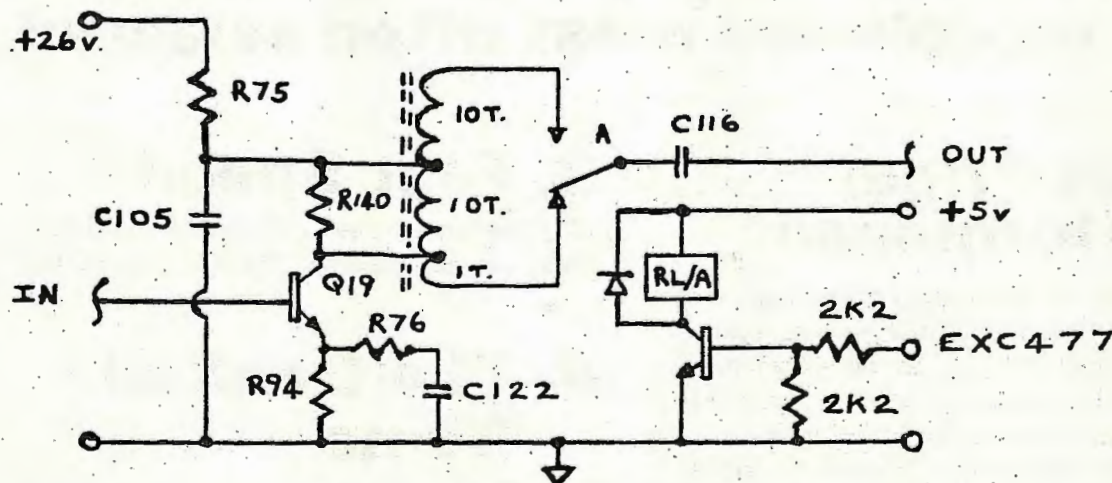 +26v.
R75
10T.
A
C116
OUT
C105
R140
10T.
+5v
IN
Q19
1T.
RL/A
R76
2K2
EXC477
R94
C122
2K2